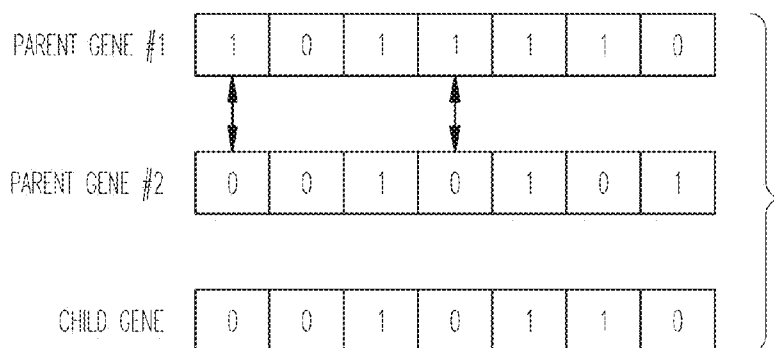 PARENT GENE #1 1 0 1 1 1 1 0
PARENT GENE #2 0 0 1 0 1 0 1
CHILD GENE 0 0 1 0 1 1 0